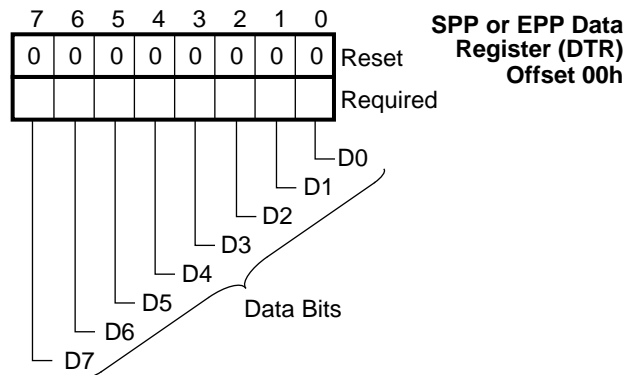 7 6 5 4 3 2 1 0
SPP or EPP Data
Register (DTR)
Offset 00h
0 0 0 0 0 0 0 0 Reset
Required
D0
D1
D2
D3
D4
D5
D6
D7
Data Bits